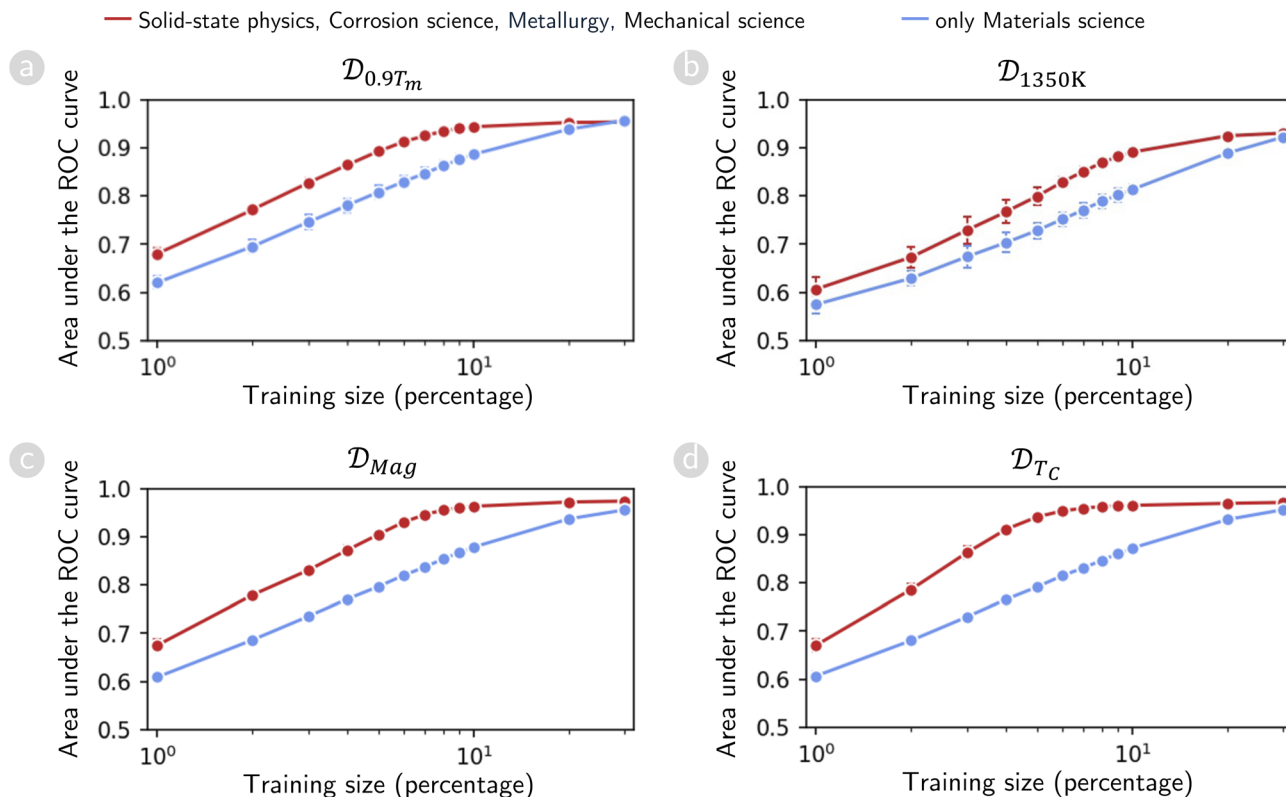 Solid-state physics, Corrosion science, Metallurgy, Mechanical science
only Materials science
a
𝒟0.9Tm
Area under the ROC curve
1.0
0.9
0.8
0.7
0.6
0.5
10⁰
10¹
Training size (percentage)
b
𝒟1350K
Area under the ROC curve
1.0
0.9
0.8
0.7
0.6
0.5
10⁰
10¹
Training size (percentage)
c
𝒟Mag
Area under the ROC curve
1.0
0.9
0.8
0.7
0.6
0.5
10⁰
10¹
Training size (percentage)
d
𝒟TC
Area under the ROC curve
1.0
0.9
0.8
0.7
0.6
0.5
10⁰
10¹
Training size (percentage)